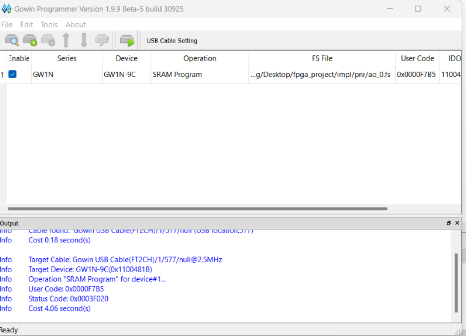 Gowin Programmer Version 1.9.9 Beta-5 build 30925
File Edit Tools About
USB Cable Setting
Enable Series Device Operation FS File User Code IDO
1 GW1N GW1N-9C SRAM Program ...g/Desktop/fpga_project/impl/pnr/ao_0.fs 0x0000F7B5 11004
Output
Info Cable found: Gowin USB Cable(FT2CH)/1/577/null (USB location:577)
Info Cost 0.18 second(s)
Info Target Cable: Gowin USB Cable(FT2CH)/1/577/null@2.5MHz
Info Target Device: GW1N-9C(0x1100481B)
Info Operation "SRAM Program" for device#1...
Info User Code: 0x0000F7B5
Info Status Code: 0x0003F020
Info Cost 4.06 second(s)
Ready